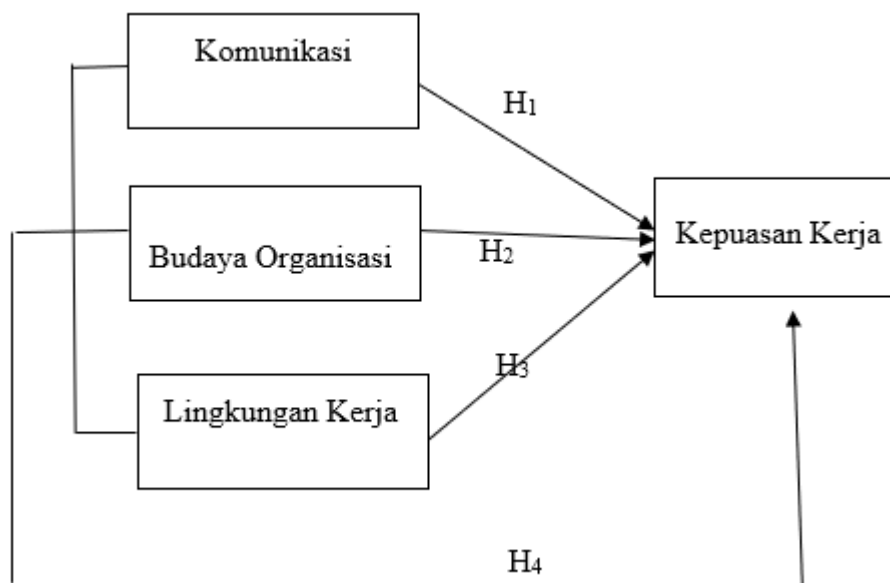 Komunikasi
H₁
Budaya Organisasi
H₂
Kepuasan Kerja
Lingkungan Kerja
H₃
H₄